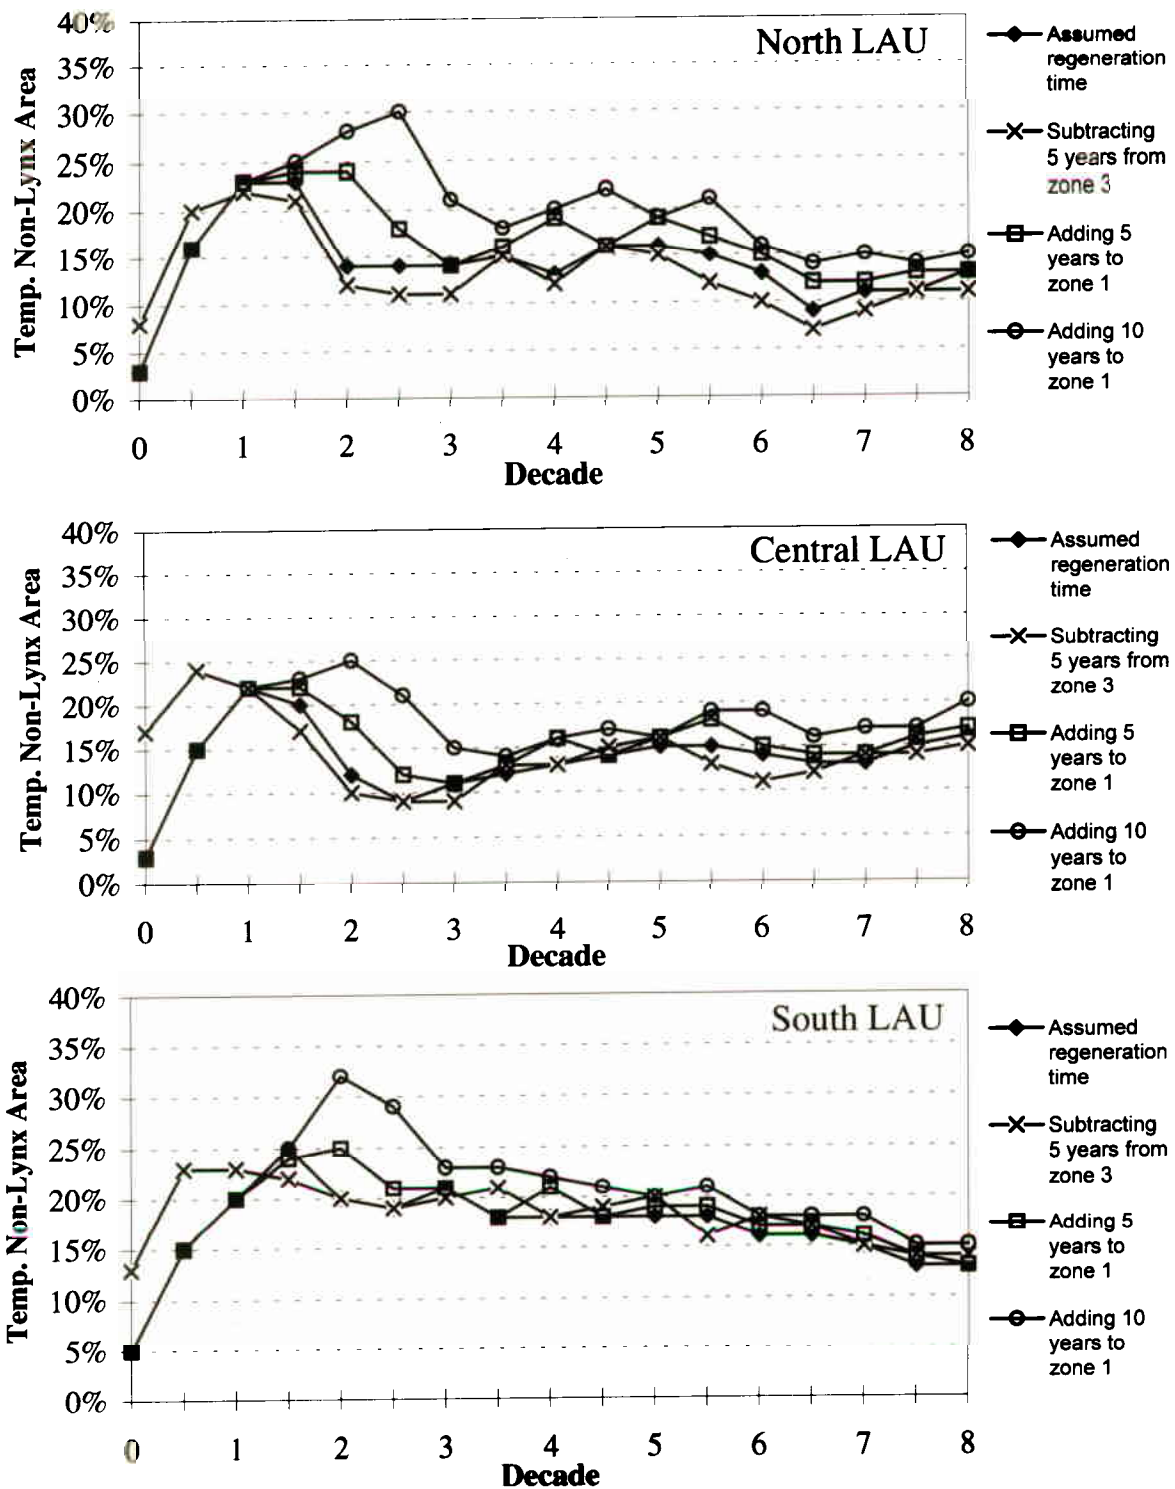 North LAU
Temp. Non-Lynx Area
40%
35%
30%
25%
20%
15%
10%
5%
0%
0 1 2 3 4 5 6 7 8
Decade
Assumed
regeneration
time
Subtracting
5 years from
zone 3
Adding 5
years to
zone 1
Adding 10
years to
zone 1
Central LAU
Temp. Non-Lynx Area
40%
35%
30%
25%
20%
15%
10%
5%
0%
0 1 2 3 4 5 6 7 8
Decade
Assumed
regeneration
time
Subtracting
5 years from
zone 3
Adding 5
years to
zone 1
Adding 10
years to
zone 1
South LAU
Temp. Non-Lynx Area
40%
35%
30%
25%
20%
15%
10%
5%
0%
0 1 2 3 4 5 6 7 8
Decade
Assumed
regeneration
time
Subtracting
5 years from
zone 3
Adding 5
years to
zone 1
Adding 10
years to
zone 1